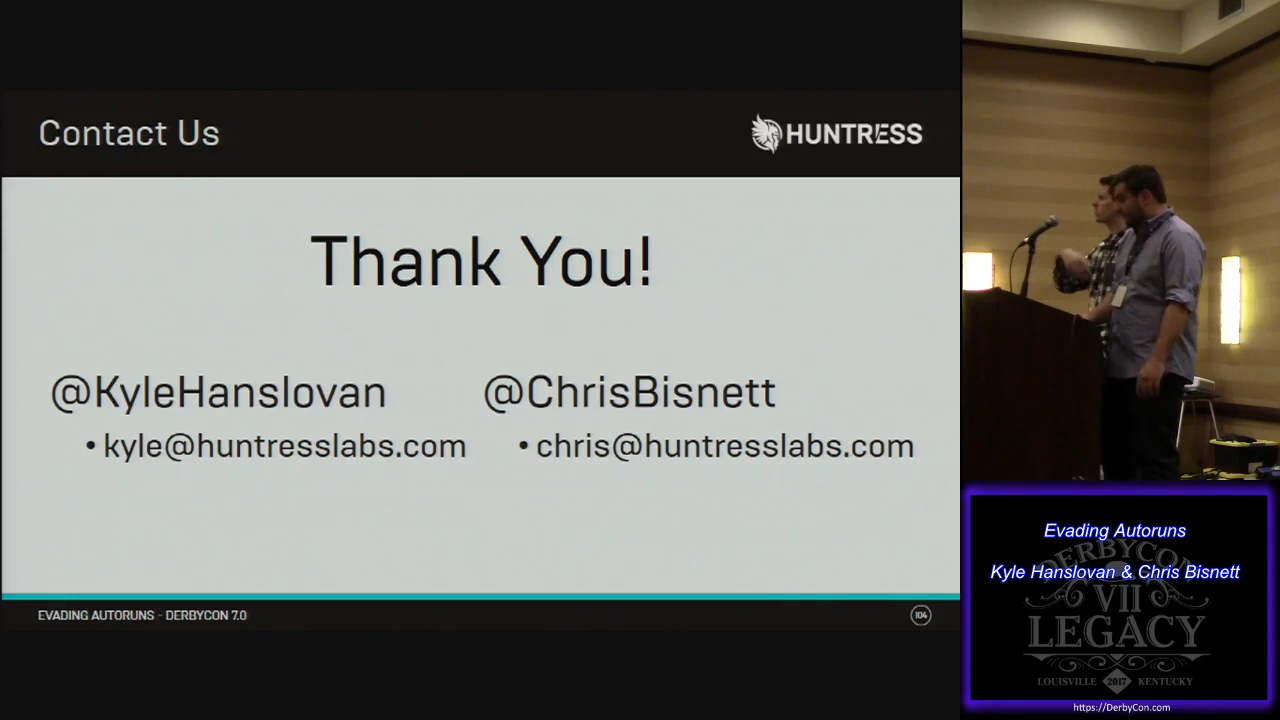 Contact Us
HUNTRESS
Thank You!
@KyleHanslovan
• kyle@huntresslabs.com
@ChrisBisnett
• chris@huntresslabs.com
EVADING AUTORUNS - DERBYCON 7.0
104
Evading Autoruns
Kyle Hanslovan & Chris Bisnett
DERBYCON
VII
LEGACY
LOUISVILLE 2017 KENTUCKY
https://DerbyCon.com